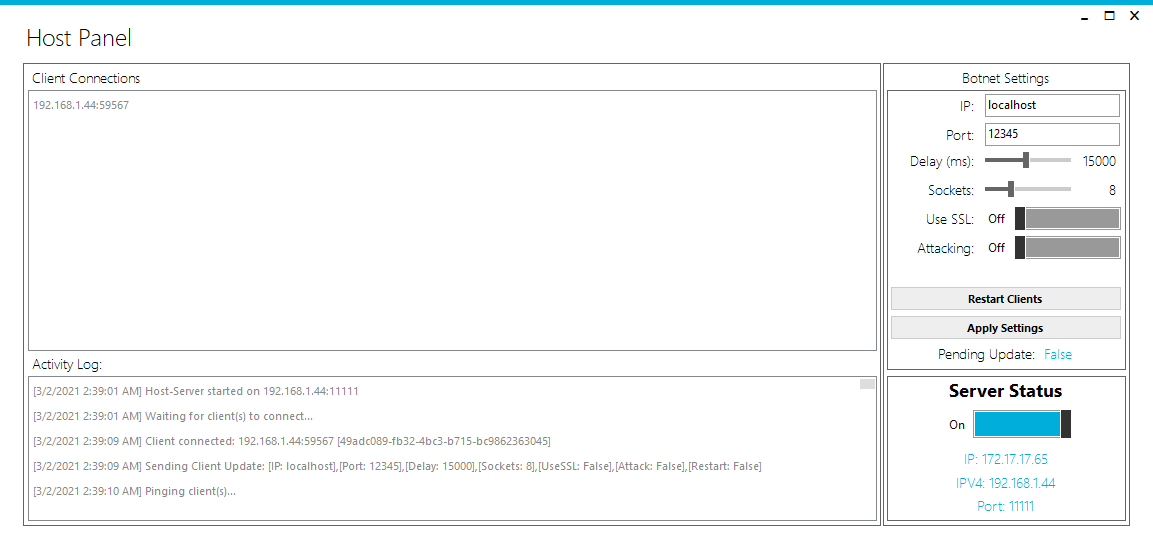 Host Panel
Client Connections
192.168.1.44:59567
Activity Log:
[3/2/2021 2:39:01 AM] Host-Server started on 192.168.1.44:11111
[3/2/2021 2:39:01 AM] Waiting for client(s) to connect...
[3/2/2021 2:39:09 AM] Client connected: 192.168.1.44:59567 [49adc089-fb32-4bc3-b715-bc9862363045]
[3/2/2021 2:39:09 AM] Sending Client Update: [IP: localhost],[Port: 12345],[Delay: 15000],[Sockets: 8],[UseSSL: False],[Attack: False],[Restart: False]
[3/2/2021 2:39:10 AM] Pinging client(s)...
Botnet Settings
IP: localhost
Port: 12345
Delay (ms): 15000
Sockets: 8
Use SSL: Off
Attacking: Off
Restart Clients
Apply Settings
Pending Update: False
Server Status
On
IP: 172.17.17.65
IPV4: 192.168.1.44
Port: 11111